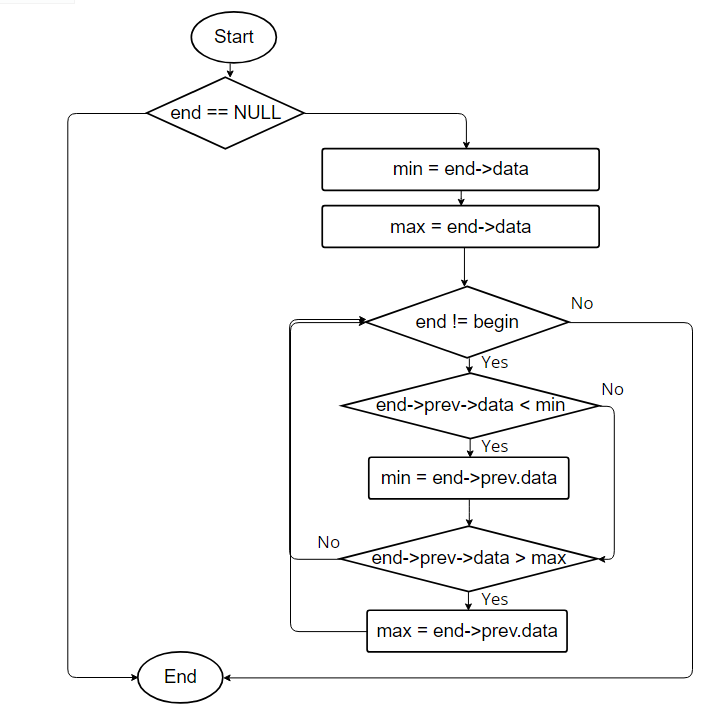 Start
end == NULL
min = end->data
max = end->data
No
end != begin
Yes
No
end->prev->data < min
Yes
min = end->prev.data
No
end->prev->data > max
Yes
max = end->prev.data
End